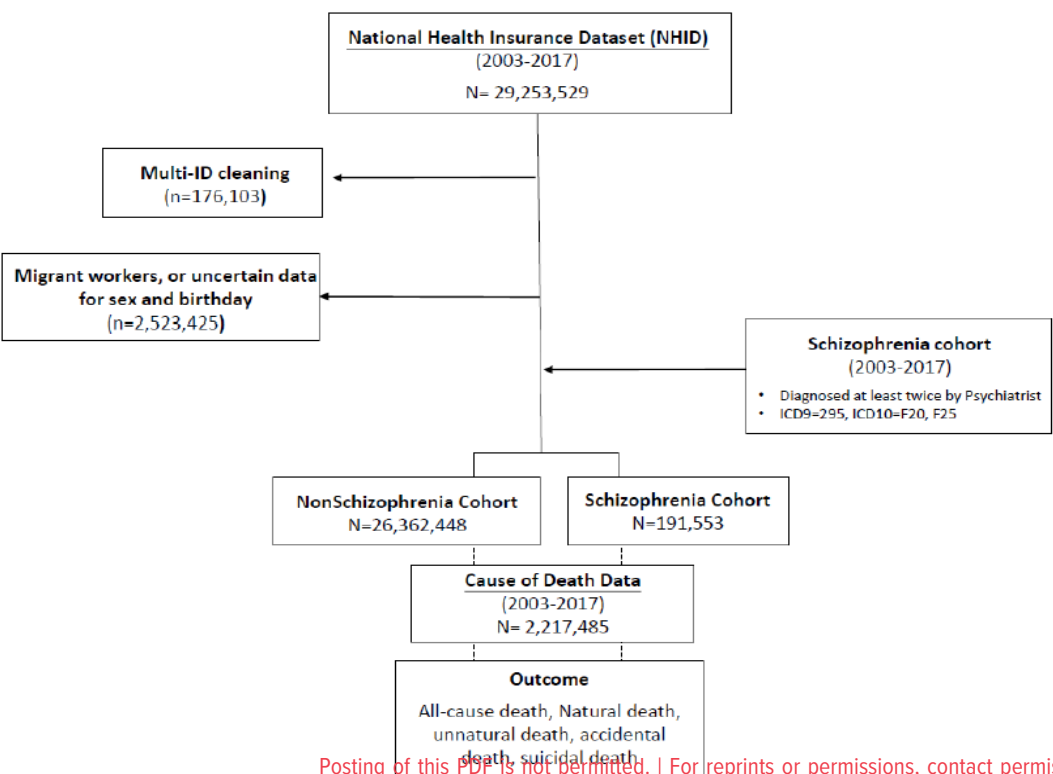 National Health Insurance Dataset (NHID)
(2003-2017)
N= 29,253,529
Multi-ID cleaning
(n=176,103)
Migrant workers, or uncertain data
for sex and birthday
(n=2,523,425)
Schizophrenia cohort
(2003-2017)
• Diagnosed at least twice by Psychiatrist
• ICD9=295, ICD10=F20, F25
NonSchizophrenia Cohort
N=26,362,448
Schizophrenia Cohort
N=191,553
Cause of Death Data
(2003-2017)
N= 2,217,485
Outcome
All-cause death, Natural death,
unnatural death, accidental
death, suicidal death
Posting of this PDF is not permitted. | For reprints or permissions, contact permis